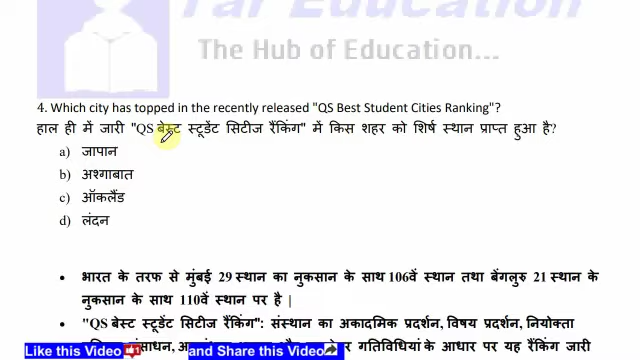 Far Education
The Hub of Education...
4. Which city has topped in the recently released "QS Best Student Cities Ranking"?
हाल ही में जारी "QS बेस्ट स्टूडेंट सिटीज रैंकिंग" में किस शहर को शिर्ष स्थान प्राप्त हुआ है?
a) जापान
b) अश्गाबात
c) ऑकलैंड
d) लंदन
• भारत के तरफ से मुंबई 29 स्थान का नुकसान के साथ 106वें स्थान तथा बेंगलुरु 21 स्थान के
नुकसान के साथ 110वें स्थान पर है |
• "QS बेस्ट स्टूडेंट सिटीज रैंकिंग": संस्थान का अकादमिक प्रदर्शन, विषय प्रदर्शन, नियोक्ता
गतिविधियां के आधार पर यह रैंकिंग जारी
Like this Video and Share this Video